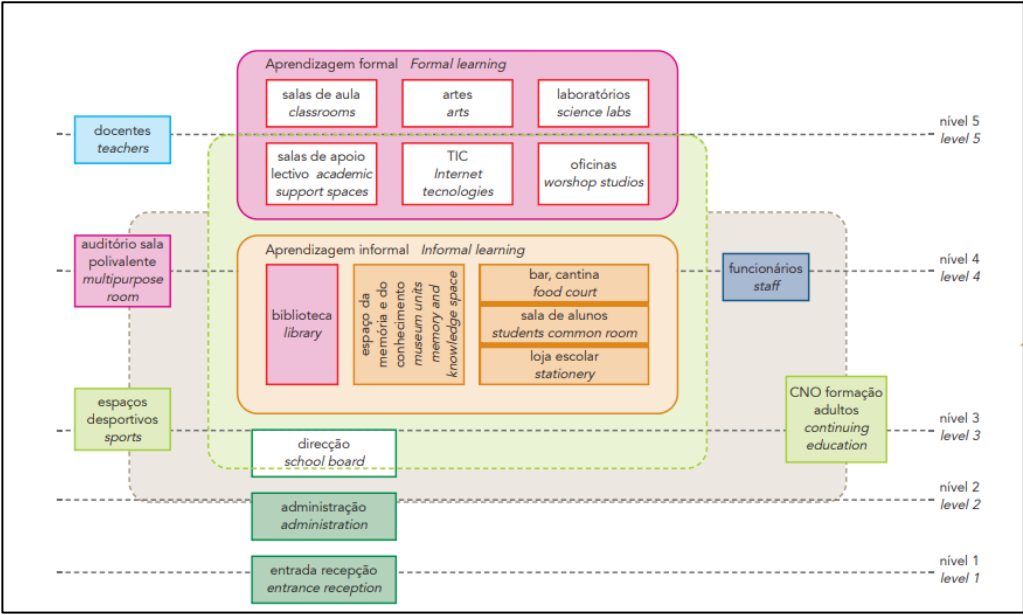 Aprendizagem formal Formal learning
salas de aula
classrooms
artes
arts
laboratórios
science labs
docentes
teachers
nível 5
level 5
salas de apoio
lectivo academic
support spaces
TIC
Internet
tecnologies
oficinas
worshop studios
auditório sala
polivalente
multipurpose
room
Aprendizagem informal Informal learning
biblioteca
library
espaço da
memória e do
conhecimento
museum units
memory and
knowledge space
bar, cantina
food court
sala de alunos
students common room
loja escolar
stationery
funcionários
staff
nível 4
level 4
espaços
desportivos
sports
CNO formação
adultos
continuing
education
nível 3
level 3
direcção
school board
administração
administration
nível 2
level 2
entrada recepção
entrance reception
nível 1
level 1